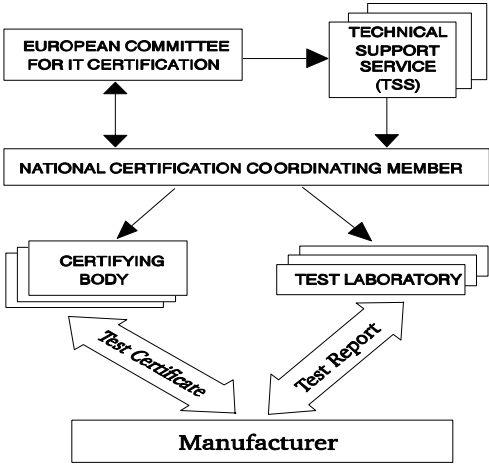 EUROPEAN COMMITTEE
FOR IT CERTIFICATION
TECHNICAL
SUPPORT
SERVICE
(TSS)
NATIONAL CERTIFICATION COORDINATING MEMBER
CERTIFYING
BODY
TEST LABORATORY
Test Certificate
Test Report
Manufacturer